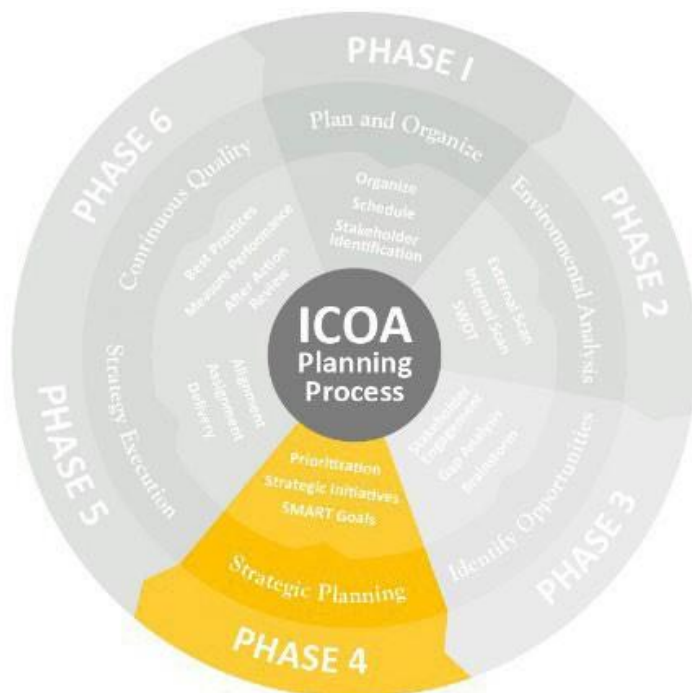 PHASE I
Plan and Organize
Organize
Schedule
Stakeholder
Identification
PHASE 2
Environmental Analysis
External Scan
Internal Scan
SWOT
PHASE 3
Identify Opportunities
Stakeholder
Engagement
Gap Analysis
Brainstorm
PHASE 4
Strategic Planning
Prioritization
Strategic Initiatives
SMART Goals
PHASE 5
Strategy Execution
Alignment
Assignment
Delivery
PHASE 6
Continuous Quality
Best Practices
Measure Performance
After Action
Review
ICOA
Planning
Process